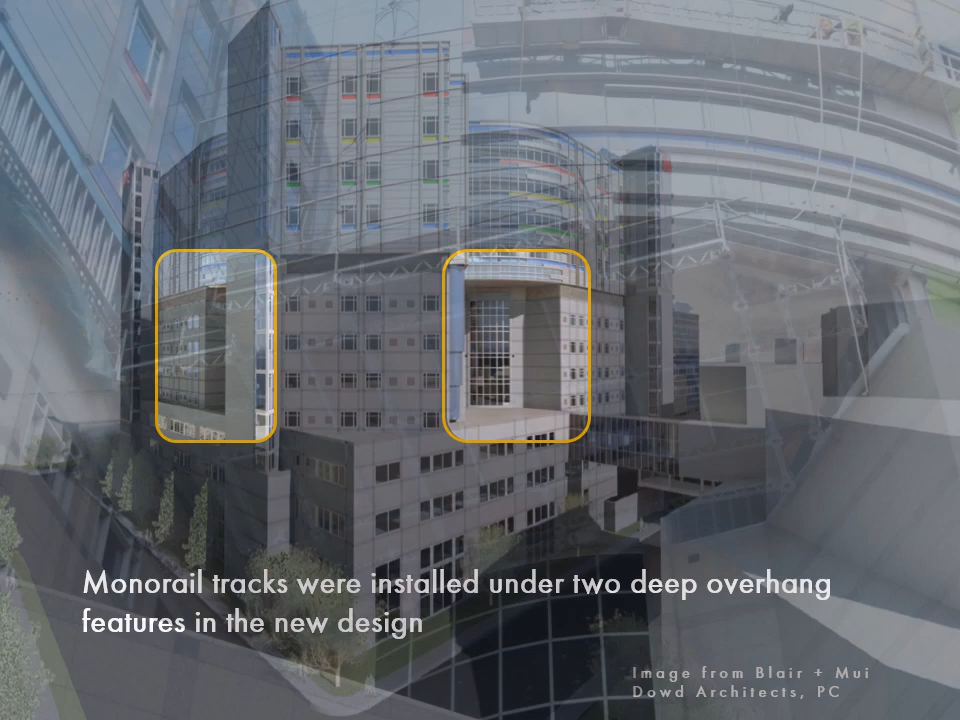 Monorail tracks were installed under two deep overhang
features in the new design
Image from Blair + Mui
Dowd Architects, PC